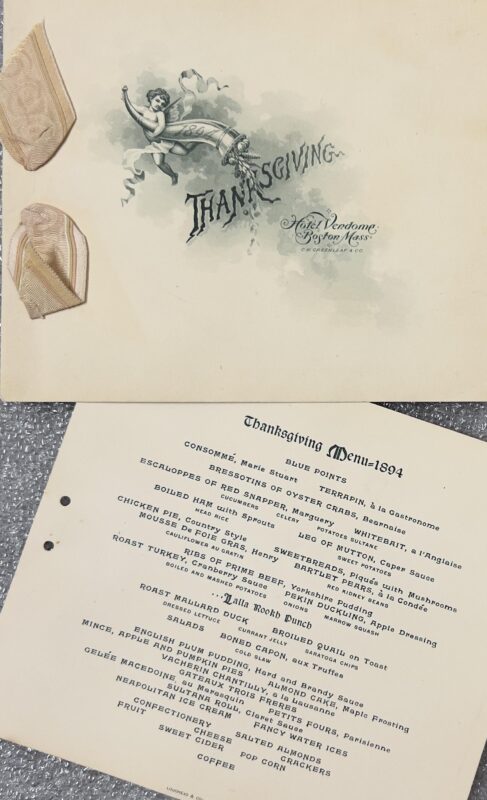 1894
THANKSGIVING
Hotel Vendome
Boston Mass
C.H. GREENLEAF & CO.
Thanksgiving Menu-1894
BLUE POINTS
CONSOMMÉ, Marie Stuart TERRAPIN, à la Gastronome
BRESSOTINS OF OYSTER CRABS, Bearnaise
ESCALOPPES OF RED SNAPPER, Marguery WHITEBAIT, a l'Anglaise
CUCUMBERS CELERY POTATOES SULTANE
BOILED HAM with Sprouts LEG OF MUTTON, Caper Sauce
HEAD RICE SWEET POTATOES
CHICKEN PIE, Country Style SWEETBREADS, Piqués with Mushrooms
MOUSSE De FOIE GRAS, Henry BARTLET PEARS, à la Condée
CAULIFLOWER AU GRATIN RED KIDNEY BEANS
RIBS OF PRIME BEEF, Yorkshire Pudding
ROAST TURKEY, Cranberry Sauce PEKIN DUCKLING, Apple Dressing
BOILED AND MASHED POTATOES ONIONS MARROW SQUASH
...Lalla Rookh Punch
ROAST MALLARD DUCK BROILED QUAIL on Toast
DRESSED LETTUCE CURRANT JELLY SARATOGA CHIPS
SALADS BONED CAPON, aux Truffes
COLD SLAW
ENGLISH PLUM PUDDING, Hard and Brandy Sauce
MINCE, APPLE AND PUMPKIN PIES ALMOND CAKE, Maple Frosting
VACHERIN CHANTILLY, a la Lausanne
GATEAUX TROIS FRERES PETITS FOURS, Parisienne
GELÉE MACEDOINE, au Marasquin FANCY WATER ICES
SULTANA ROLL, Claret Sauce
NEAPOLITAN ICE CREAM SALTED ALMONDS
CONFECTIONERY CRACKERS
FRUIT CHEESE POP CORN
SWEET CIDER
COFFEE